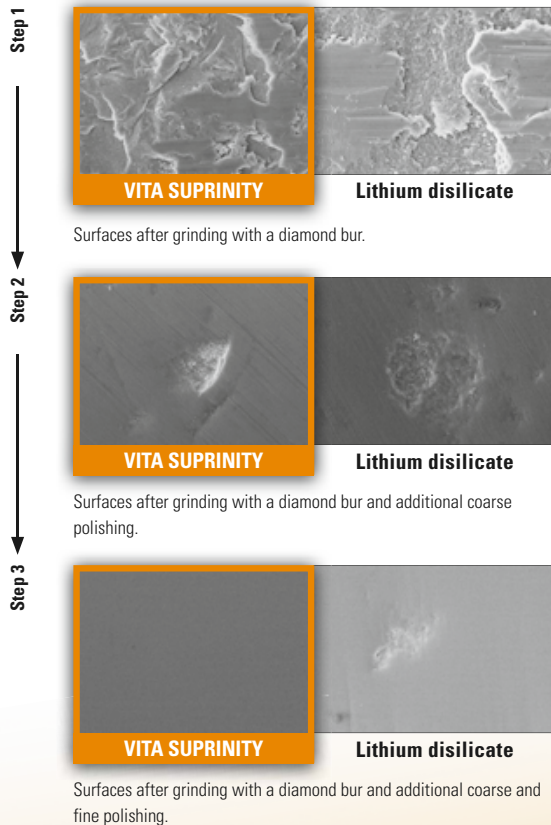 Step 1
VITA SUPRINITY
Lithium disilicate
Surfaces after grinding with a diamond bur.
Step 2
VITA SUPRINITY
Lithium disilicate
Surfaces after grinding with a diamond bur and additional coarse
polishing.
Step 3
VITA SUPRINITY
Lithium disilicate
Surfaces after grinding with a diamond bur and additional coarse and
fine polishing.